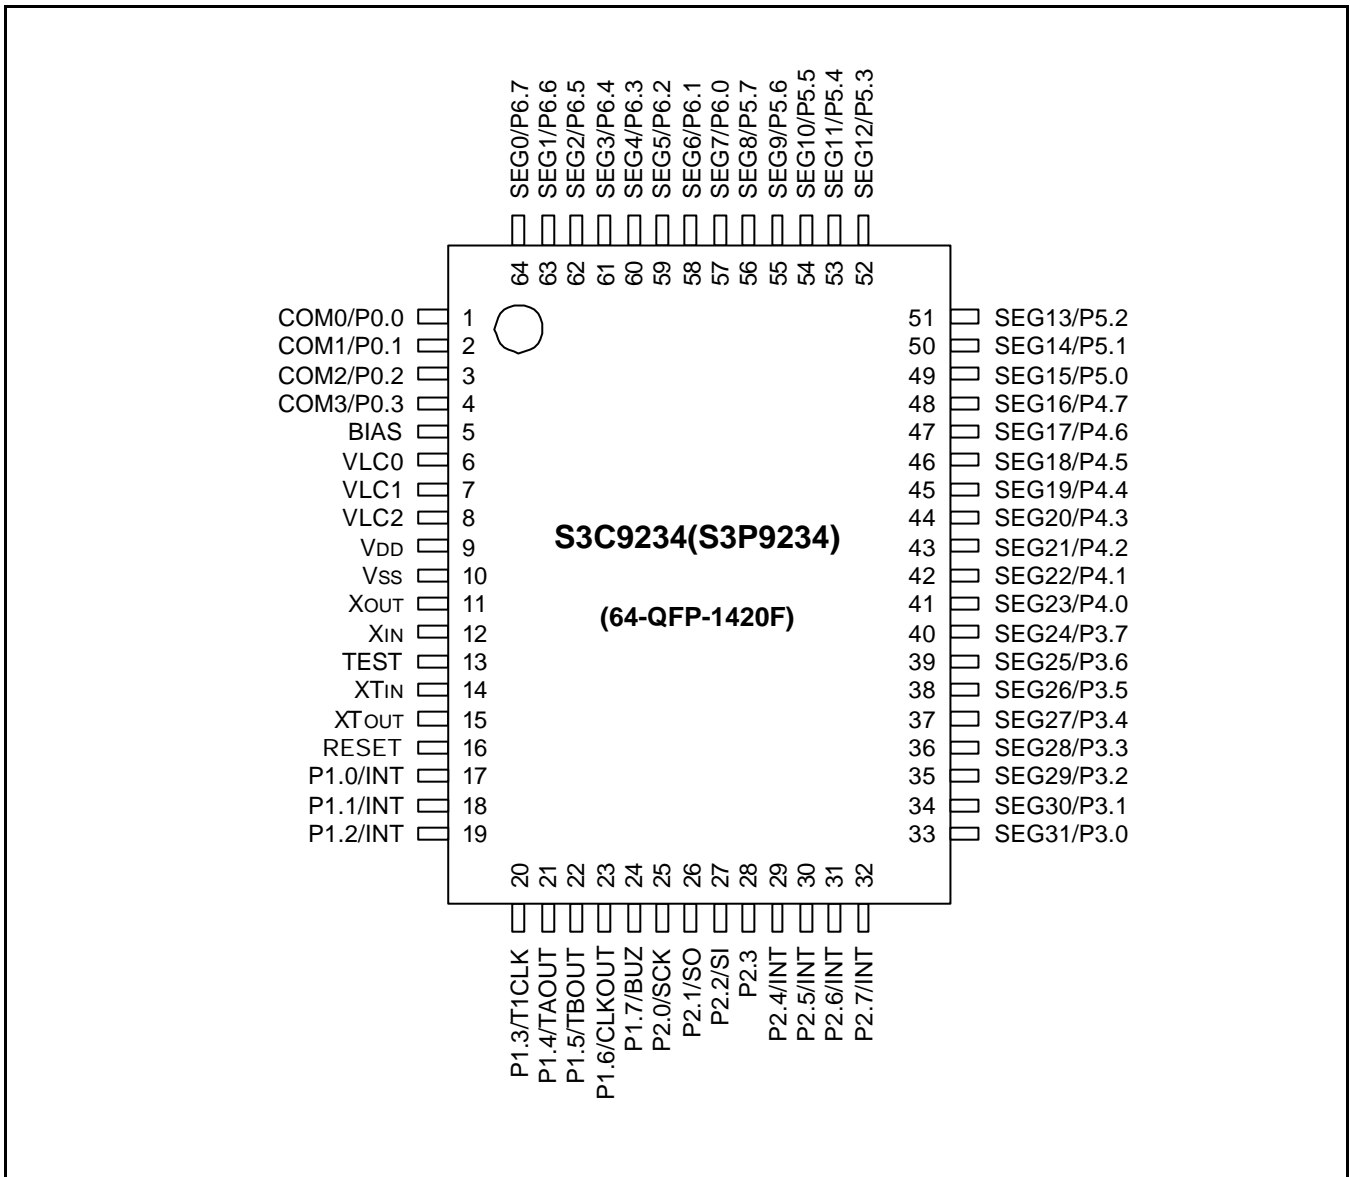 SEG0/P6.7
SEG1/P6.6
SEG2/P6.5
SEG3/P6.4
SEG4/P6.3
SEG5/P6.2
SEG6/P6.1
SEG7/P6.0
SEG8/P5.7
SEG9/P5.6
SEG10/P5.5
SEG11/P5.4
SEG12/P5.3
64
63
62
61
60
59
58
57
56
55
54
53
52
COM0/P0.0 1
COM1/P0.1 2
COM2/P0.2 3
COM3/P0.3 4
BIAS 5
VLC0 6
VLC1 7
VLC2 8
VDD 9
VSS 10
XOUT 11
XIN 12
TEST 13
XTIN 14
XTOUT 15
RESET 16
P1.0/INT 17
P1.1/INT 18
P1.2/INT 19
S3C9234(S3P9234)
(64-QFP-1420F)
51 SEG13/P5.2
50 SEG14/P5.1
49 SEG15/P5.0
48 SEG16/P4.7
47 SEG17/P4.6
46 SEG18/P4.5
45 SEG19/P4.4
44 SEG20/P4.3
43 SEG21/P4.2
42 SEG22/P4.1
41 SEG23/P4.0
40 SEG24/P3.7
39 SEG25/P3.6
38 SEG26/P3.5
37 SEG27/P3.4
36 SEG28/P3.3
35 SEG29/P3.2
34 SEG30/P3.1
33 SEG31/P3.0
20
21
22
23
24
25
26
27
28
29
30
31
32
P1.3/T1CLK
P1.4/TAOUT
P1.5/TBOUT
P1.6/CLKOUT
P1.7/BUZ
P2.0/SCK
P2.1/SO
P2.2/SI
P2.3
P2.4/INT
P2.5/INT
P2.6/INT
P2.7/INT